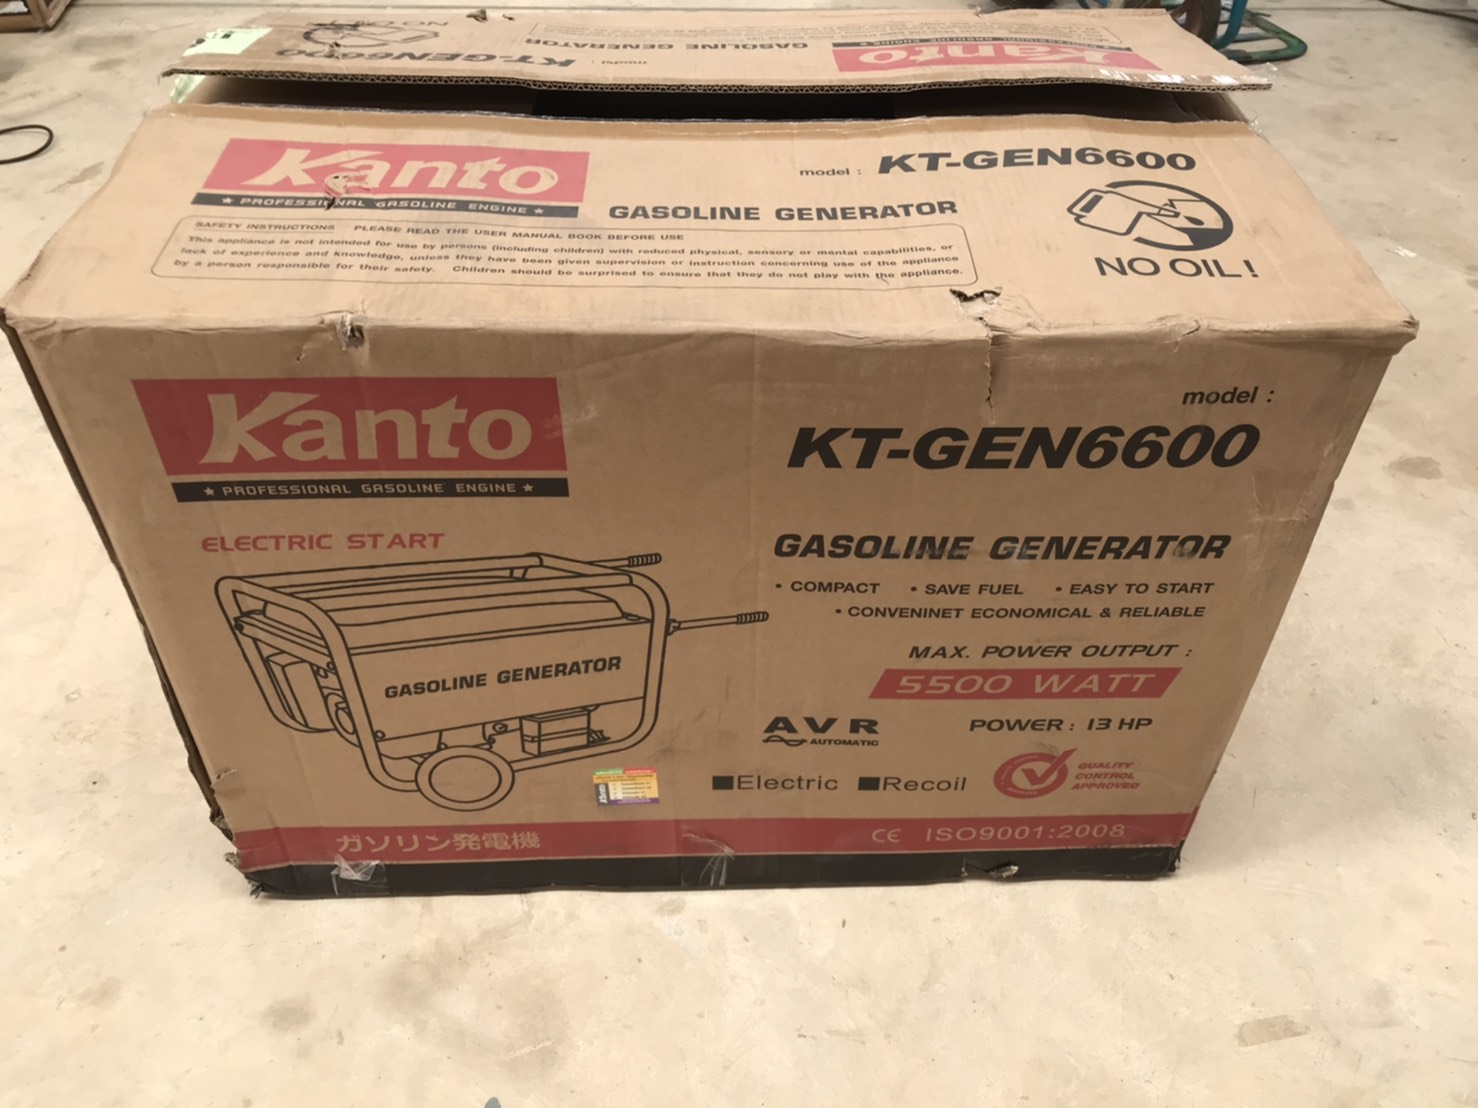 NO OIL!
model :
KT-GEN6600
GASOLINE GENERATOR
Kanto
Kanto
★ PROFESSIONAL GASOLINE ENGINE ★
model : KT-GEN6600
GASOLINE GENERATOR
SAFETY INSTRUCTIONS PLEASE READ THE USER MANUAL BOOK BEFORE USE
This appliance is not intended for use by persons (including children) with reduced physical, sensory or mental capabilities, or
lack of experience and knowledge, unless they have been given supervision or instruction concerning use of the appliance
by a person responsible for their safety. Children should be surprised to ensure that they do not play with the appliance.
NO OIL!
Kanto
★ PROFESSIONAL GASOLINE ENGINE ★
model :
KT-GEN6600
ELECTRIC START
GASOLINE GENERATOR
GASOLINE GENERATOR
• COMPACT • SAVE FUEL • EASY TO START
• CONVENINET ECONOMICAL & RELIABLE
MAX. POWER OUTPUT :
5500 WATT
AVR
AUTOMATIC
POWER : 13 HP
■Electric ■Recoil
QUALITY
CONTROL
APPROVED
ガソリン発電機
CE ISO9001:2008